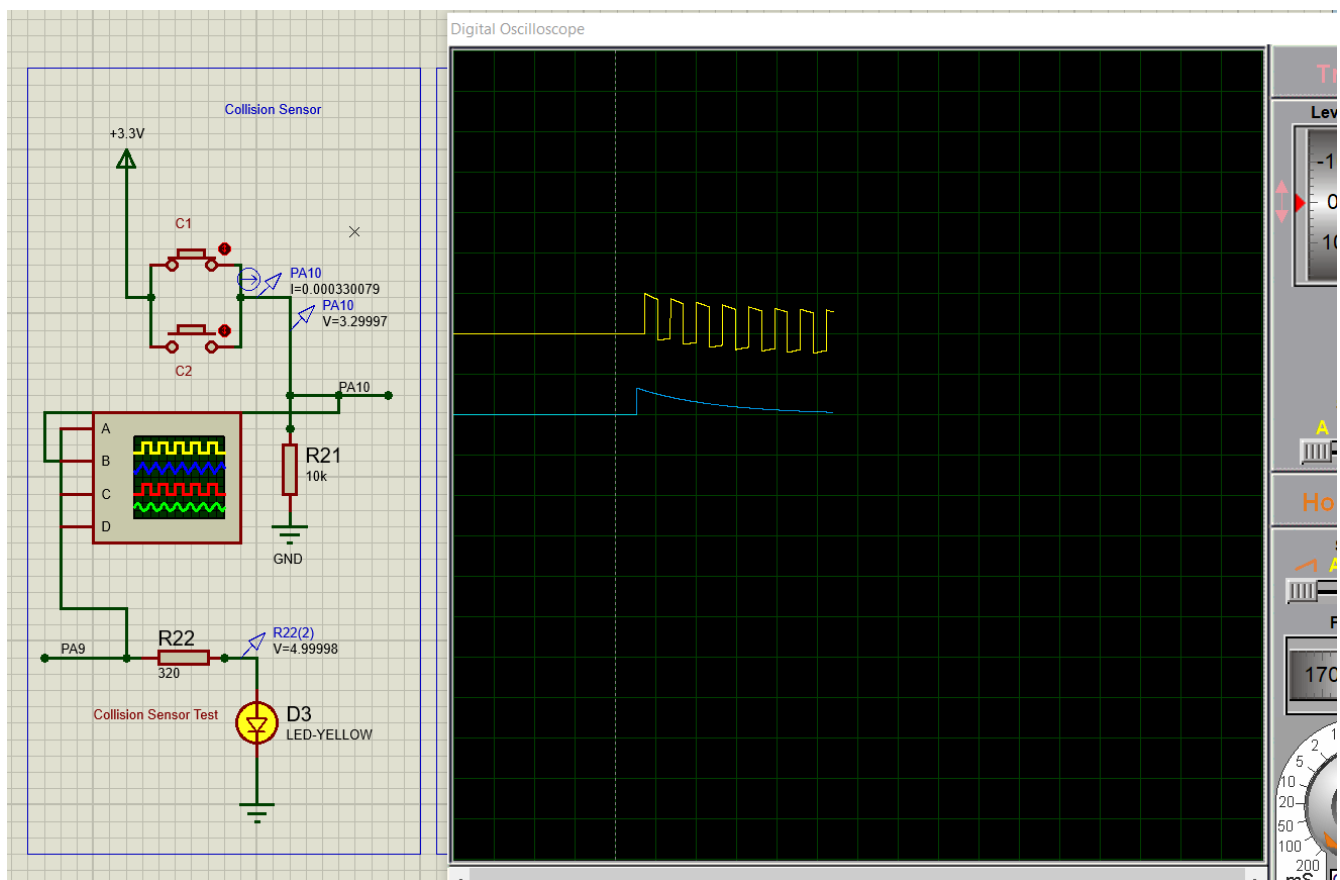 Digital Oscilloscope
Collision Sensor
+3.3V
C1
PA10
I=0.000330079
PA10
V=3.29997
C2
PA10
A
B
C
D
R21
10k
GND
PA9
R22
320
R22(2)
V=4.99998
Collision Sensor Test
D3
LED-YELLOW
Lev
0
10
A
Ho
A
170
2
5
10
20
50
100
200
mS